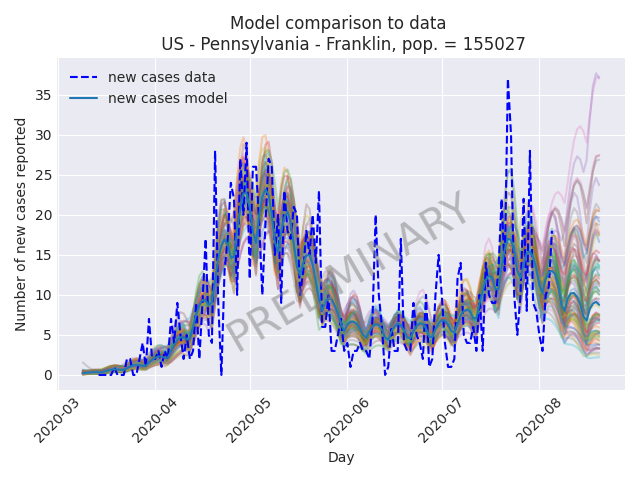 Model comparison to data
US - Pennsylvania - Franklin, pop. = 155027
new cases data
new cases model
PRELIMINARY
Number of new cases reported
35
30
25
20
15
10
5
0
2020-03
2020-04
2020-05
2020-06
2020-07
2020-08
Day